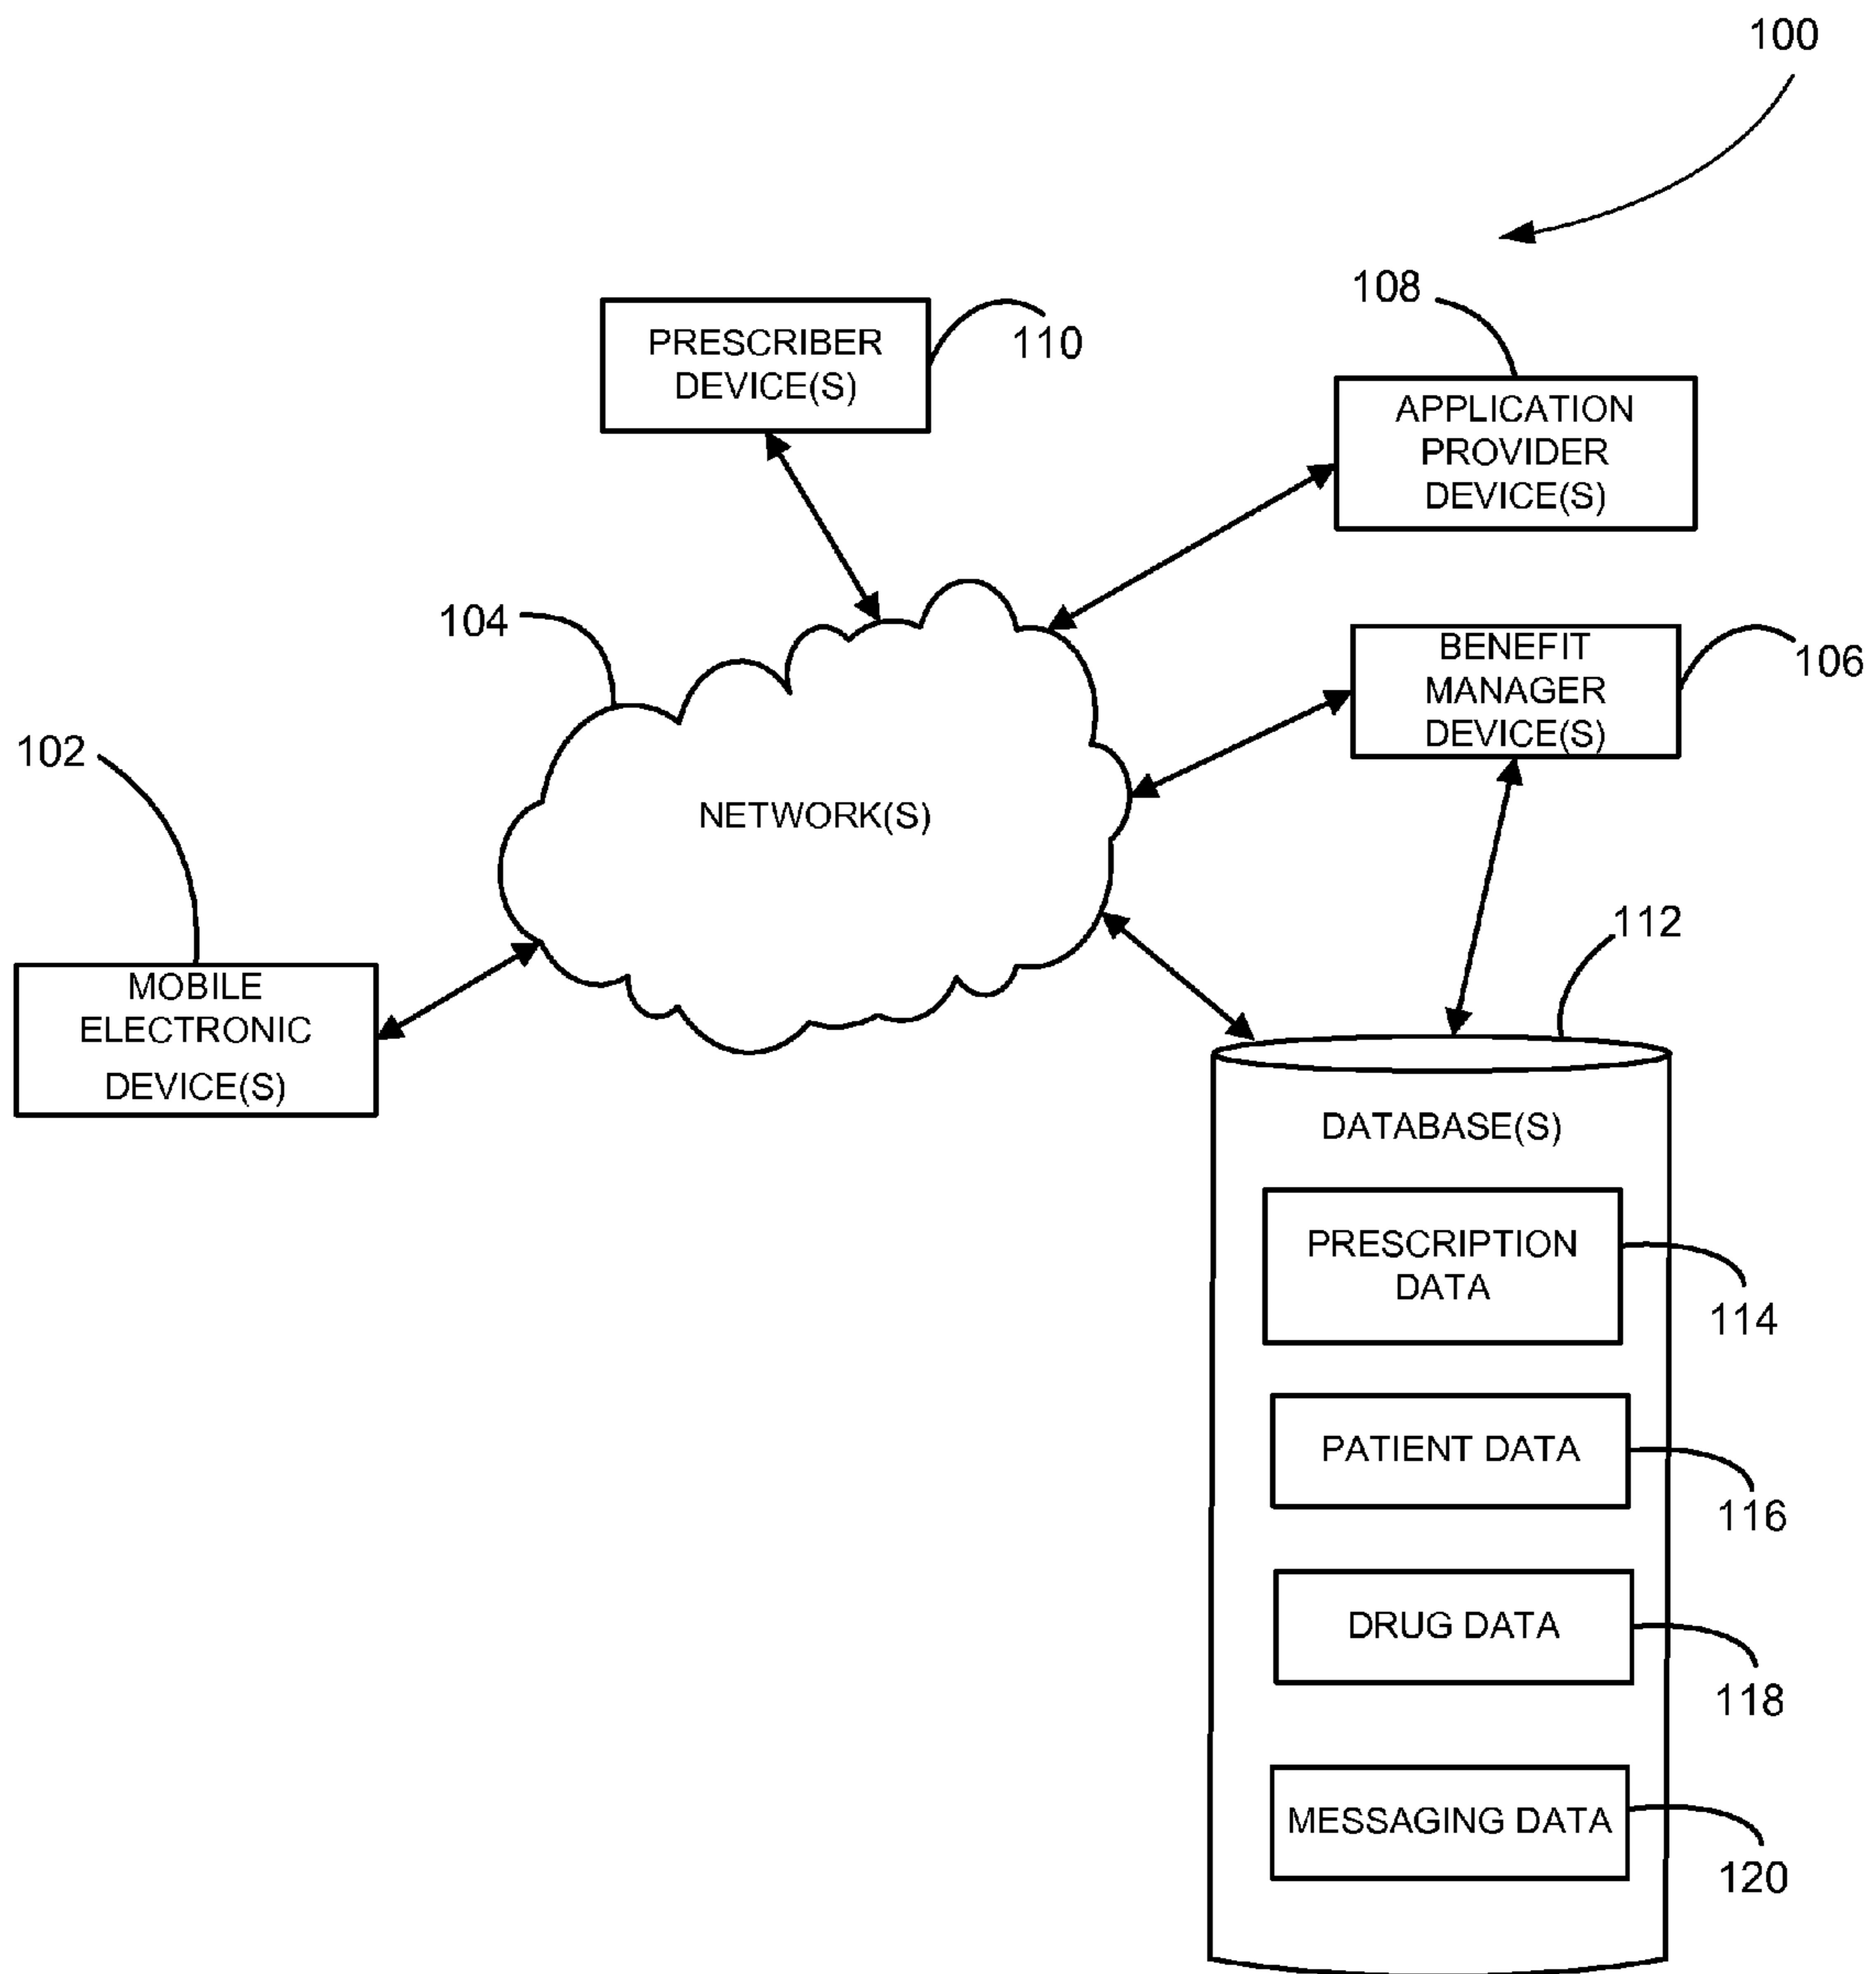 100
108
PRESCRIBER
DEVICE(S)
110
APPLICATION
PROVIDER
DEVICE(S)
104
BENEFIT
MANAGER
DEVICE(S)
106
102
NETWORK(S)
112
MOBILE
ELECTRONIC
DEVICE(S)
DATABASE(S)
PRESCRIPTION
DATA
114
PATIENT DATA
116
DRUG DATA
118
MESSAGING DATA
120